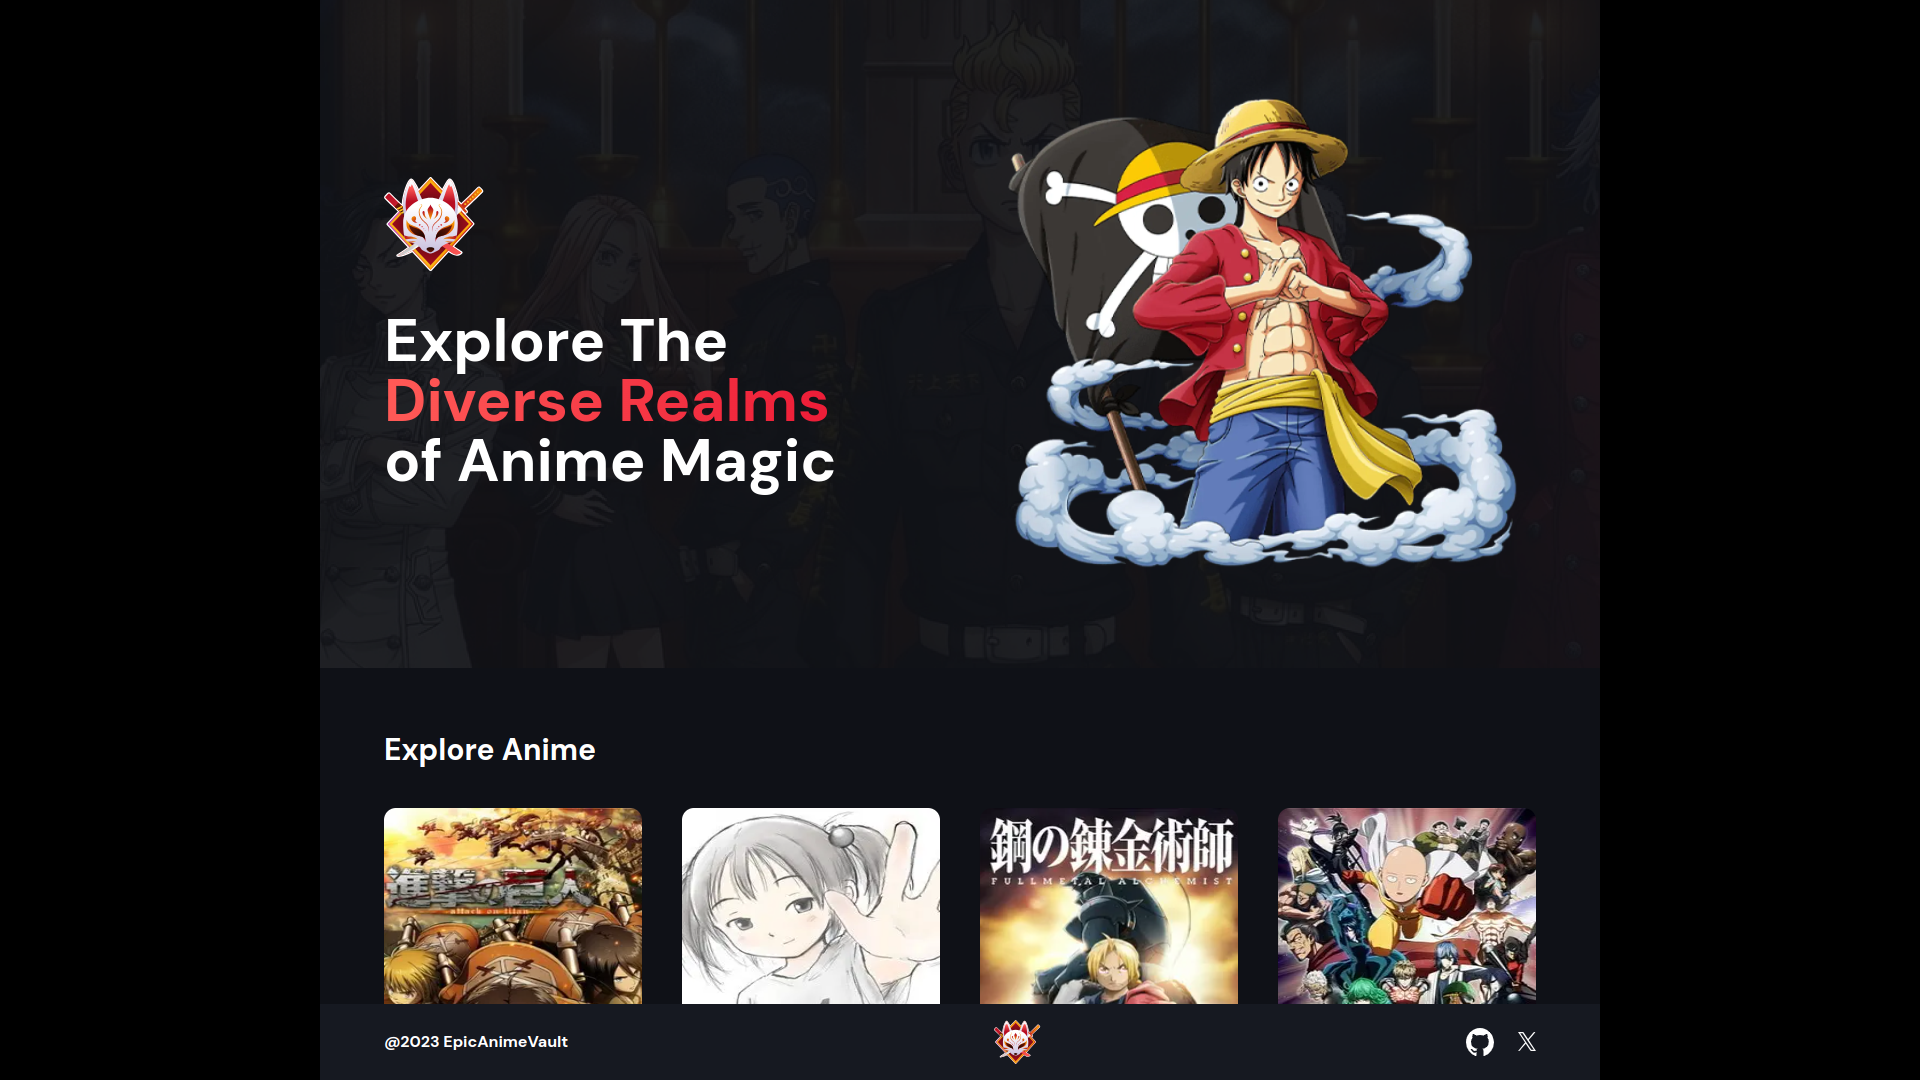 Explore The
Diverse Realms
of Anime Magic
Explore Anime
進撃の巨人
attack on titan
鋼の錬金術師
FULLMETAL ALCHEMIST
@2023 EpicAnimeVault